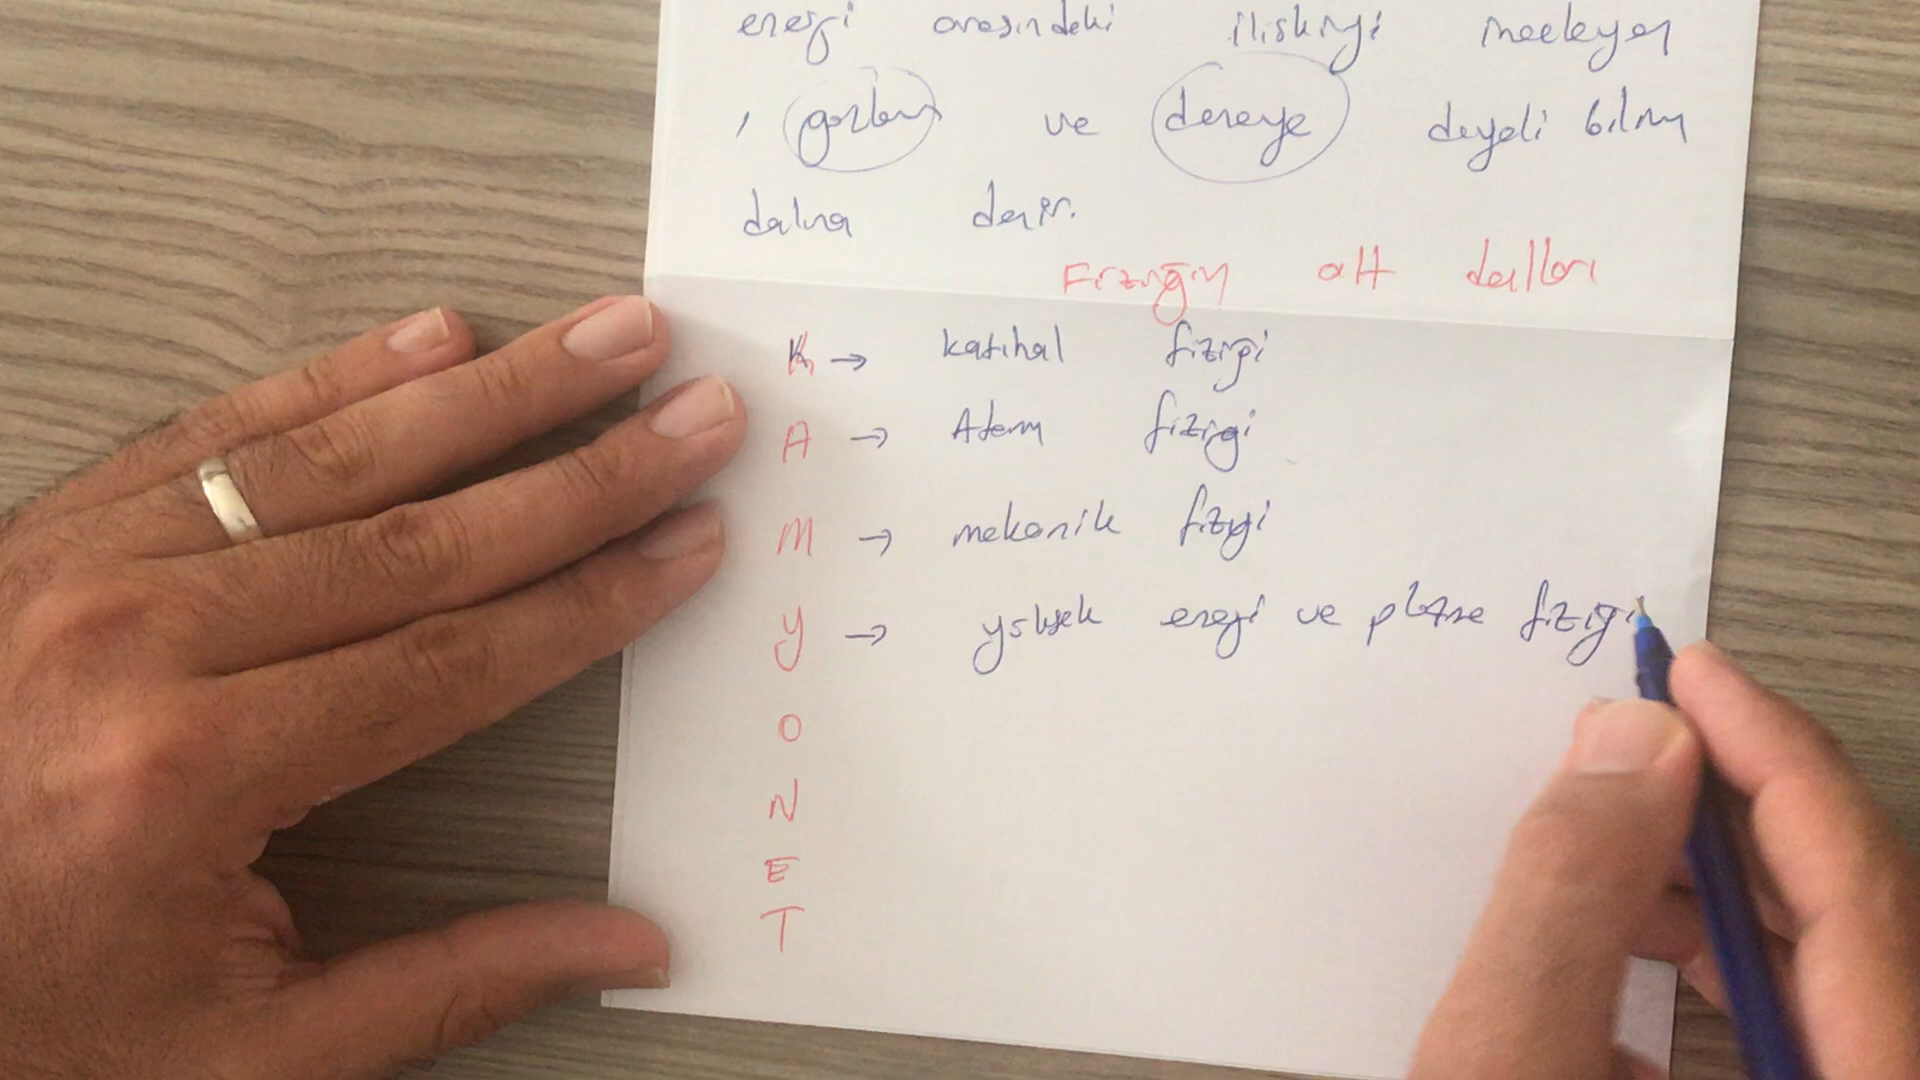 enerji arasındaki ilişkiyi inceleyen
, gözlem ve deneye dayalı bilim
dalına denir.
Fiziğin alt dalları
K → katıhal fiziği
A → Atom fiziği
M → mekanik fiziği
Y → yüksek enerji ve plazma fiziği
O
N
E
T